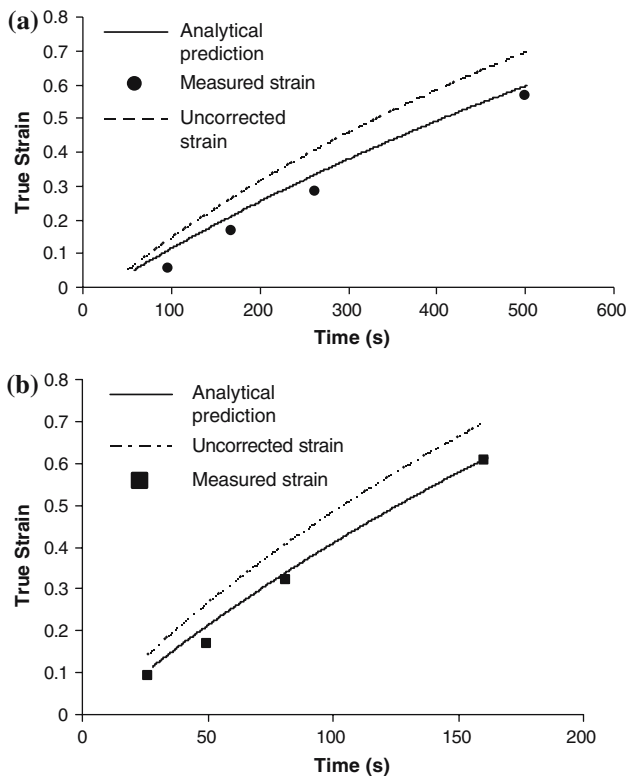 (a)
Analytical
prediction
Measured strain
Uncorrected
strain
True Strain
0.8
0.7
0.6
0.5
0.4
0.3
0.2
0.1
0
0 100 200 300 400 500 600
Time (s)
(b)
Analytical
prediction
Uncorrected strain
Measured strain
True Strain
0.8
0.7
0.6
0.5
0.4
0.3
0.2
0.1
0
0 50 100 150 200
Time (s)